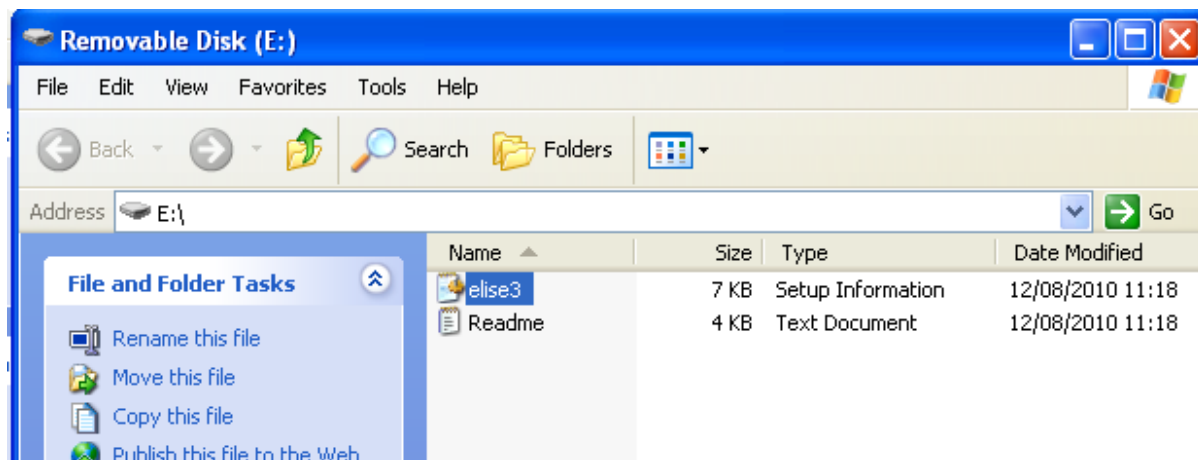 Removable Disk (E:)
File Edit View Favorites Tools Help
Back Search Folders
Address E:\ Go
Name Size Type Date Modified
File and Folder Tasks
elise3 7 KB Setup Information 12/08/2010 11:18
Readme 4 KB Text Document 12/08/2010 11:18
Rename this file
Move this file
Copy this file
Publish this file to the Web